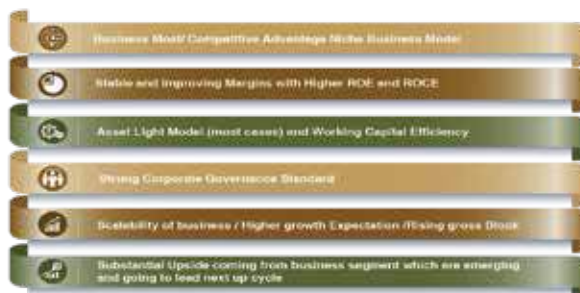 Business Moat/ Competitive Advantage Niche Business Model
Stable and Improving Margins with Higher ROE and ROCE
Asset Light Model (most cases) and Working Capital Efficiency
Strong Corporate Governance Standard
Scalability of business / Higher growth Expectation /Rising gross Block
Substantial Upside coming from business segment which are emerging
and going to lead next up cycle